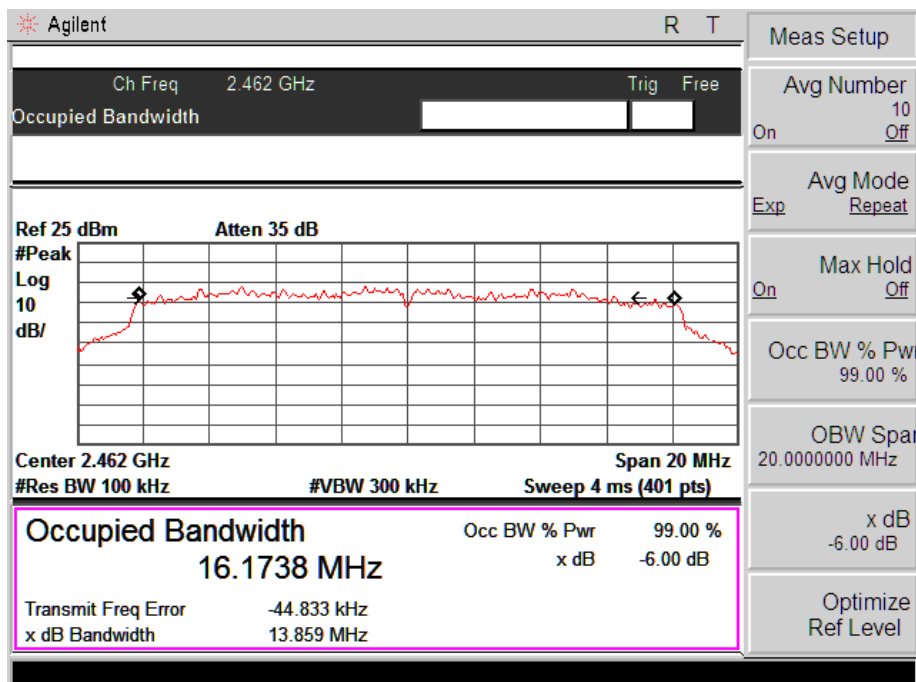 Agilent R T
Ch Freq 2.462 GHz Trig Free
Occupied Bandwidth
Ref 25 dBm Atten 35 dB
#Peak
Log
10
dB/
Center 2.462 GHz Span 20 MHz
#Res BW 100 kHz #VBW 300 kHz Sweep 4 ms (401 pts)
Occupied Bandwidth Occ BW % Pwr 99.00 %
16.1738 MHz x dB -6.00 dB
Transmit Freq Error -44.833 kHz
x dB Bandwidth 13.859 MHz
Meas Setup
Avg Number
10
On Off
Avg Mode
Exp Repeat
Max Hold
On Off
Occ BW % Pwr
99.00 %
OBW Spar
20.0000000 MHz
x dB
-6.00 dB
Optimize
Ref Level